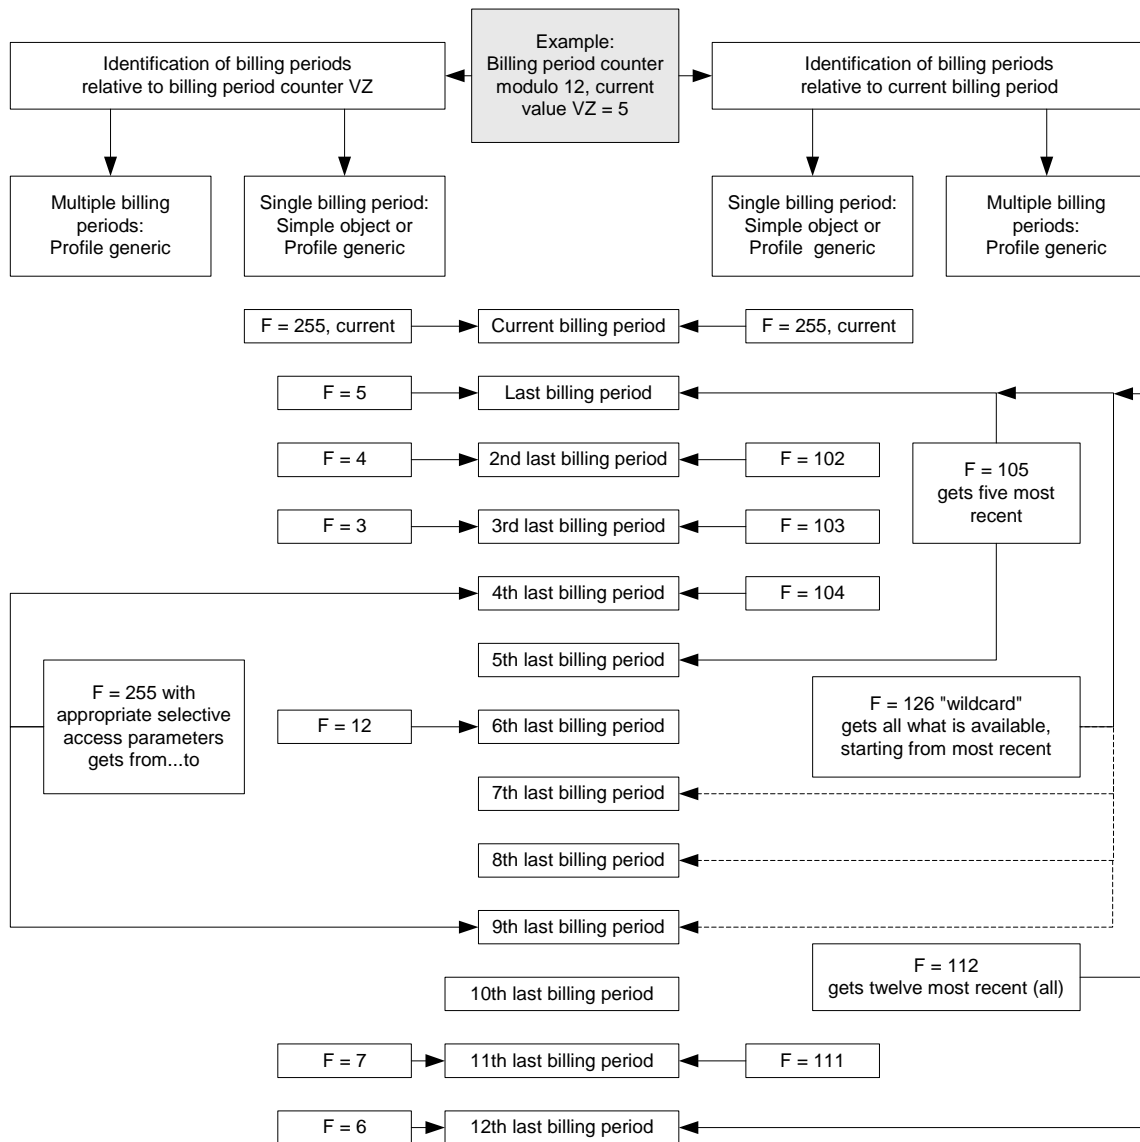 Example:
Billing period counter
modulo 12, current
value VZ = 5
Identification of billing periods
relative to billing period counter VZ
Identification of billing periods
relative to current billing period
Multiple billing
periods:
Profile generic
Single billing period:
Simple object or
Profile generic
Single billing period:
Simple object or
Profile generic
Multiple billing
periods:
Profile generic
F = 255, current
Current billing period
F = 255, current
F = 5
Last billing period
F = 4
2nd last billing period
F = 102
F = 105
gets five most
recent
F = 3
3rd last billing period
F = 103
4th last billing period
F = 104
5th last billing period
F = 255 with
appropriate selective
access parameters
gets from...to
F = 12
6th last billing period
F = 126 "wildcard"
gets all what is available,
starting from most recent
7th last billing period
8th last billing period
9th last billing period
F = 112
gets twelve most recent (all)
10th last billing period
F = 7
11th last billing period
F = 111
F = 6
12th last billing period